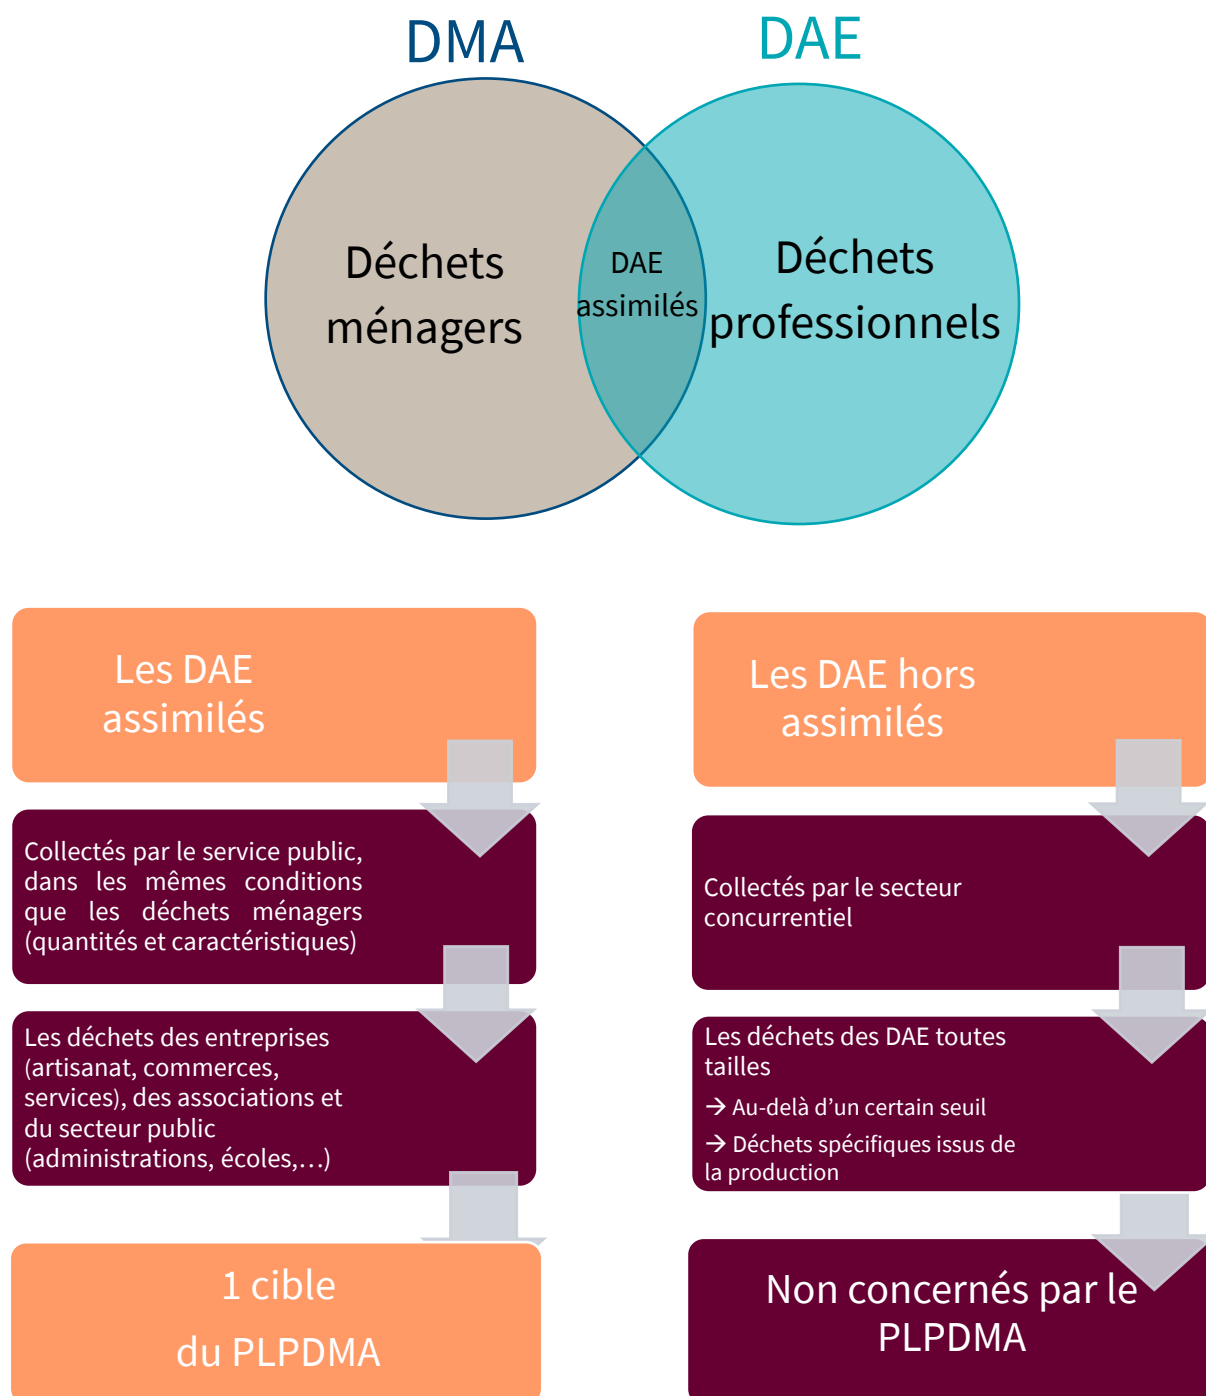 DMA
DAE
Déchets
ménagers
DAE
assimilés
Déchets
professionnels
Les DAE
assimilés
Collectés par le service public,
dans les mêmes conditions
que les déchets ménagers
(quantités et caractéristiques)
Les déchets des entreprises
(artisanat, commerces,
services), des associations et
du secteur public
(administrations, écoles,…)
1 cible
du PLPDMA
Les DAE hors
assimilés
Collectés par le secteur
concurrentiel
Les déchets des DAE toutes
tailles
→ Au-delà d’un certain seuil
→ Déchets spécifiques issus de
la production
Non concernés par le
PLPDMA